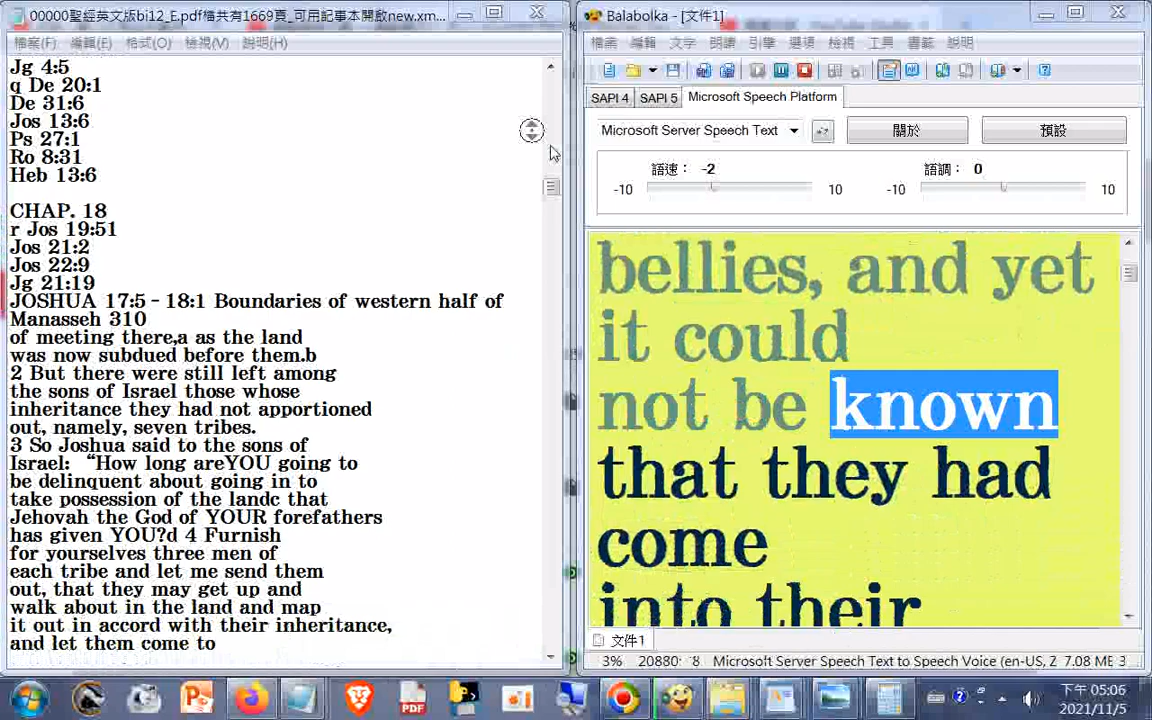 00000聖經英文版bi12_E.pdf檔共有1669頁_可用記事本開啟new.xm...
檔案(F) 編輯(E) 格式(O) 檢視(V) 說明(H)
Jg 4:5
q De 20:1
De 31:6
Jos 13:6
Ps 27:1
Ro 8:31
Heb 13:6
CHAP. 18
r Jos 19:51
Jos 21:2
Jos 22:9
Jg 21:19
JOSHUA 17:5–18:1 Boundaries of western half of
Manasseh 310
of meeting there,a as the land
was now subdued before them.b
2 But there were still left among
the sons of Israel those whose
inheritance they had not apportioned
out, namely, seven tribes.
3 So Joshua said to the sons of
Israel: “How long areYOU going to
be delinquent about going in to
take possession of the landc that
Jehovah the God of YOUR forefathers
has given YOU?d 4 Furnish
for yourselves three men of
each tribe and let me send them
out, that they may get up and
walk about in the land and map
it out in accord with their inheritance,
and let them come to
Balabolka - [文件1]
檔案 編輯 文字 朗讀 引擎 選項 檢視 工具 書籤 說明
SAPI 4 SAPI 5 Microsoft Speech Platform
Microsoft Server Speech Text 關於 預設
語速： -2 語調： 0
-10 10 -10 10
bellies, and yet
it could
not be known
that they had
come
into their
文件1
3% 20880: 8 Microsoft Server Speech Text to Speech Voice (en-US, 2 7.08 MB 3
下午 05:06
2021/11/5